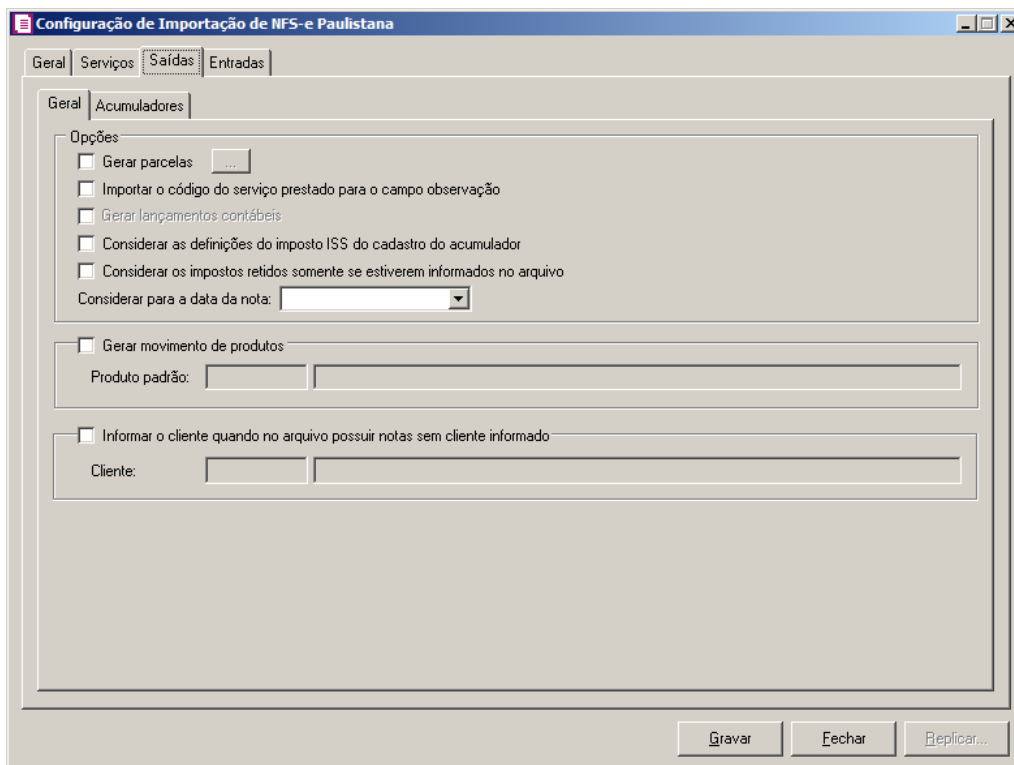 Configuração de Importação de NFS-e Paulistana
Geral Serviços Saídas Entradas
Geral Acumuladores
Opções
Gerar parcelas ...
Importar o código do serviço prestado para o campo observação
Gerar lançamentos contábeis
Considerar as definições do imposto ISS do cadastro do acumulador
Considerar os impostos retidos somente se estiverem informados no arquivo
Considerar para a data da nota:
Gerar movimento de produtos
Produto padrão:
Informar o cliente quando no arquivo possuir notas sem cliente informado
Cliente:
Gravar Fechar Replicar...